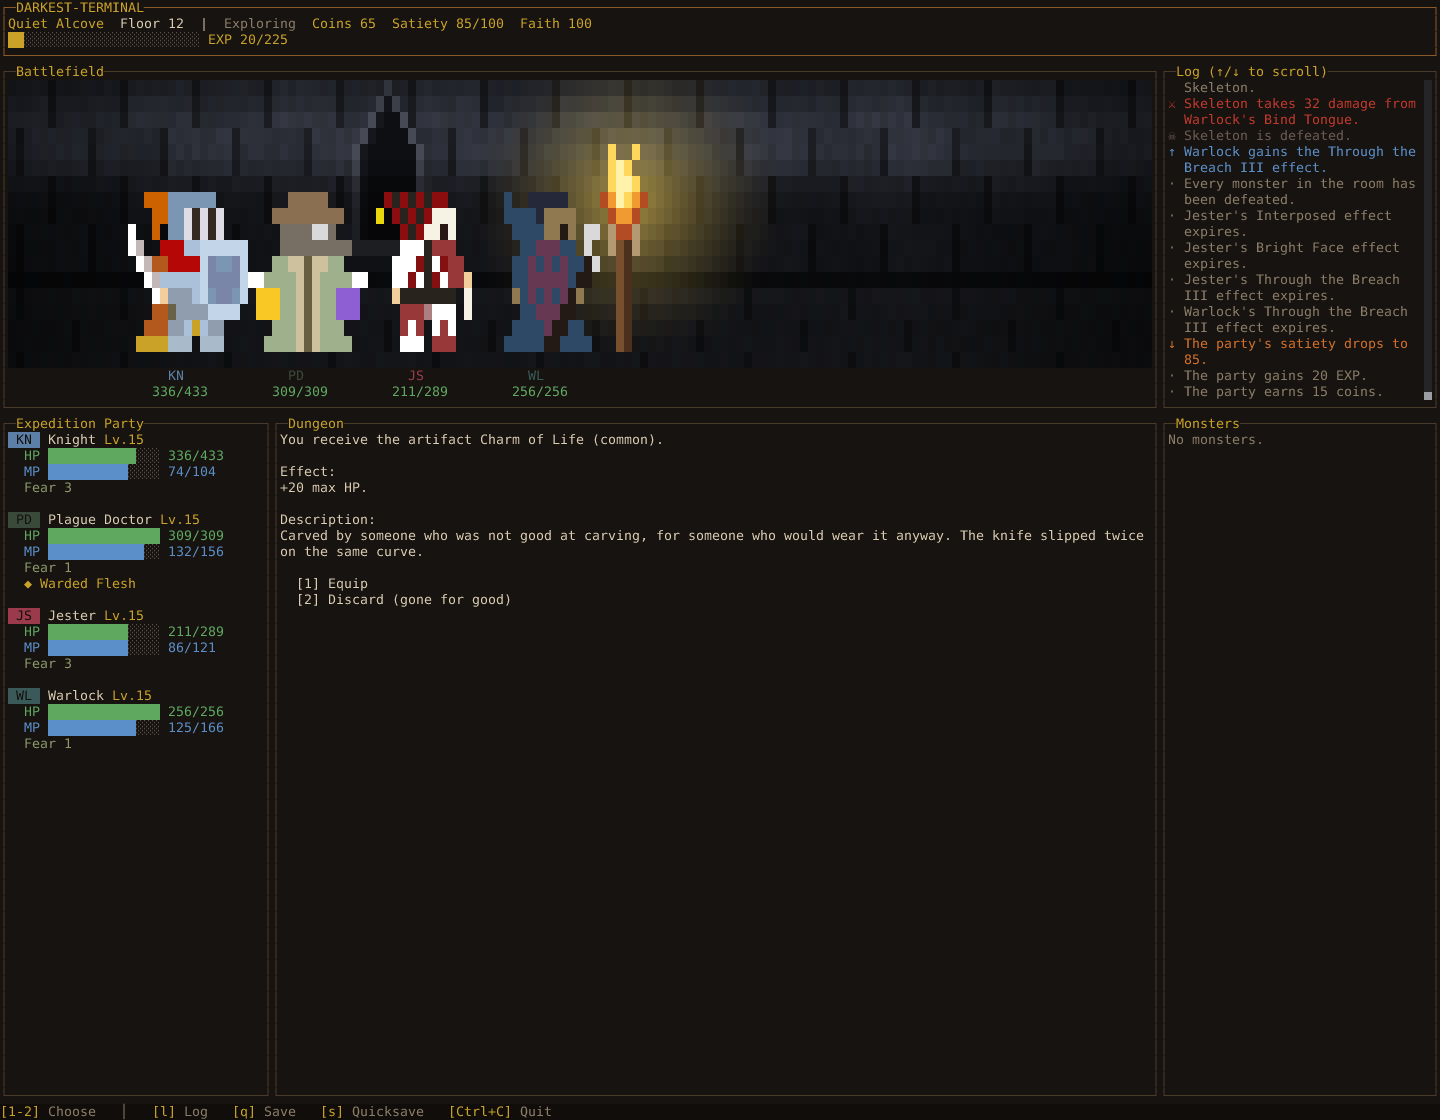 DARKEST-TERMINAL
Quiet Alcove Floor 12 | Exploring Coins 65 Satiety 85/100 Faith 100
EXP 20/225
Battlefield
KN PD JS WL
336/433 309/309 211/289 256/256
Log (↑/↓ to scroll)
Skeleton.
⚔ Skeleton takes 32 damage from
Warlock's Bind Tongue.
☠ Skeleton is defeated.
↑ Warlock gains the Through the
Breach III effect.
· Every monster in the room has
been defeated.
· Jester's Interposed effect
expires.
· Jester's Bright Face effect
expires.
· Jester's Through the Breach
III effect expires.
· Warlock's Through the Breach
III effect expires.
↓ The party's satiety drops to
85.
· The party gains 20 EXP.
· The party earns 15 coins.
Expedition Party
KN Knight Lv.15
HP 336/433
MP 74/104
Fear 3
PD Plague Doctor Lv.15
HP 309/309
MP 132/156
Fear 1
◆ Warded Flesh
JS Jester Lv.15
HP 211/289
MP 86/121
Fear 3
WL Warlock Lv.15
HP 256/256
MP 125/166
Fear 1
Dungeon
You receive the artifact Charm of Life (common).
Effect:
+20 max HP.
Description:
Carved by someone who was not good at carving, for someone who would wear it anyway. The knife slipped twice
on the same curve.
[1] Equip
[2] Discard (gone for good)
Monsters
No monsters.
[1-2] Choose | [l] Log [q] Save [s] Quicksave [Ctrl+C] Quit